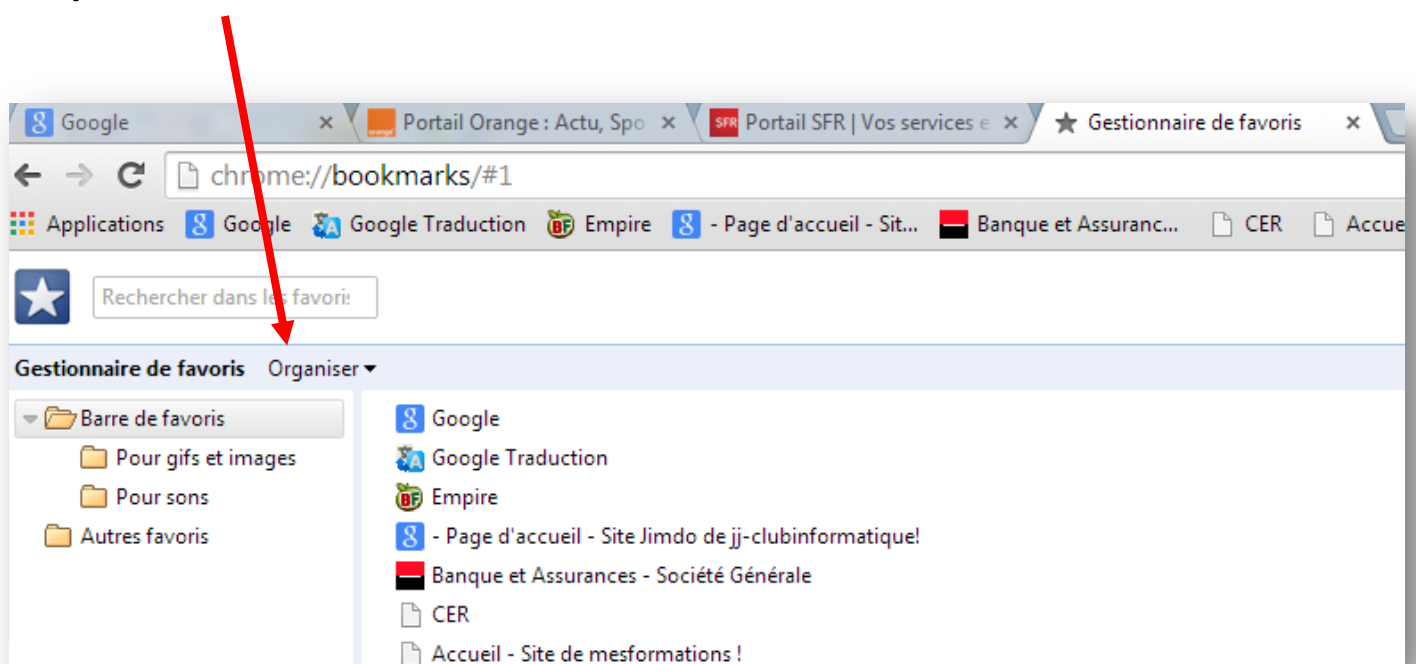 Google × Portail Orange : Actu, Spo × SFR Portail SFR | Vos services e × Gestionnaire de favoris ×
chrome://bookmarks/#1
Applications Google Google Traduction BF Empire - Page d'accueil - Sit... Banque et Assuranc... CER Accue
Rechercher dans les favoris
Gestionnaire de favoris Organiser
Barre de favoris
Pour gifs et images
Pour sons
Autres favoris
Google
Google Traduction
BF Empire
- Page d'accueil - Site Jimdo de jj-clubinformatique!
Banque et Assurances - Société Générale
CER
Accueil - Site de mesformations !